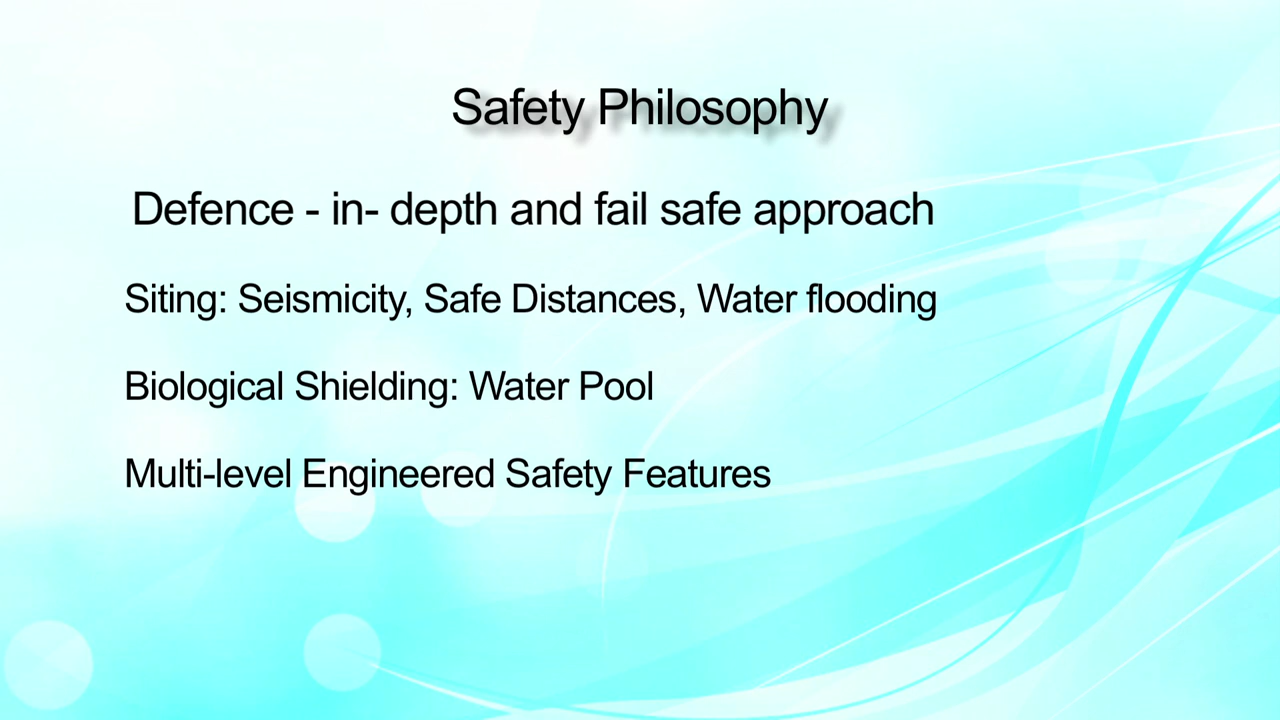 Safety Philosophy
Defence - in- depth and fail safe approach
Siting: Seismicity, Safe Distances, Water flooding
Biological Shielding: Water Pool
Multi-level Engineered Safety Features